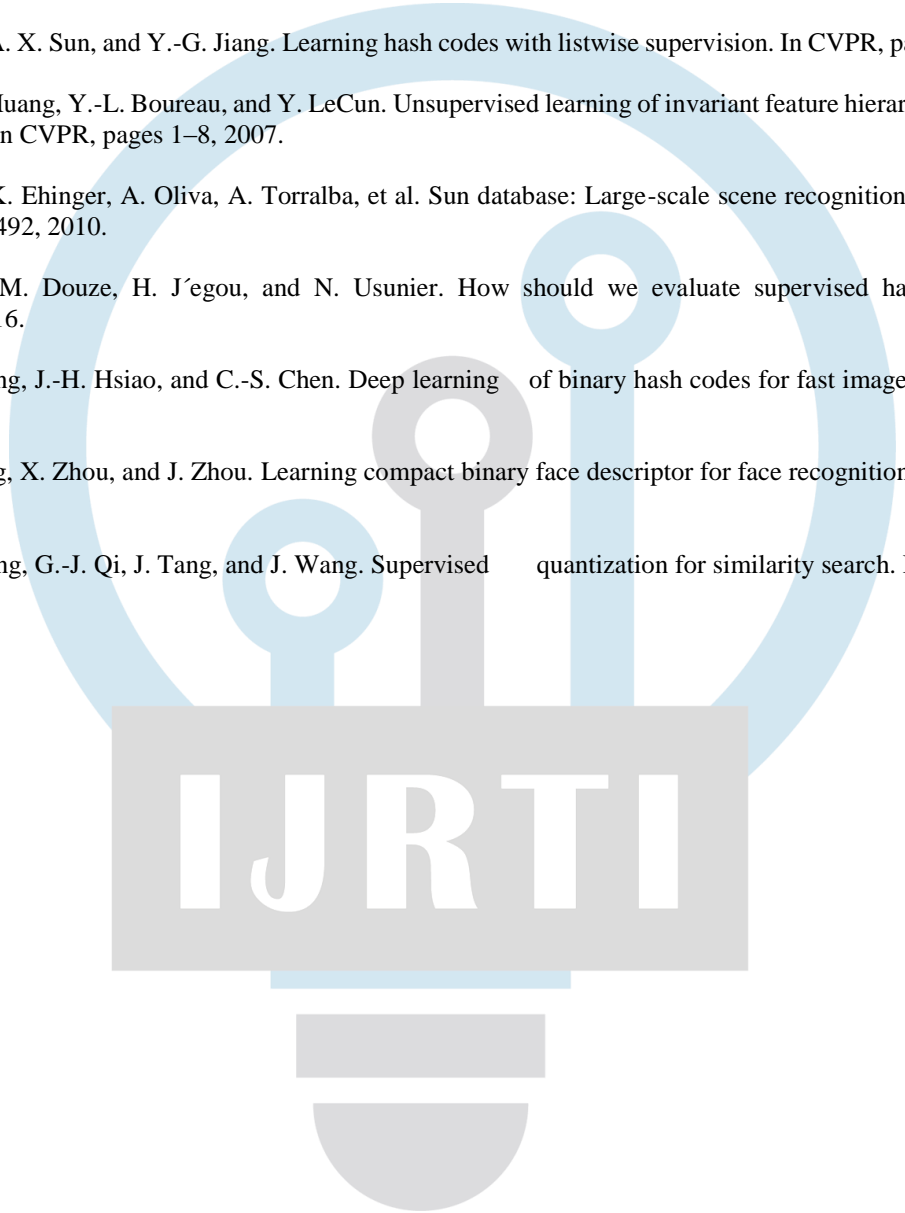 A. X. Sun, and Y.-G. Jiang. Learning hash codes with listwise supervision. In CVPR,
Huang, Y.-L. Boureau, and Y. LeCun. Unsupervised learning of invariant feature
n CVPR, pages 1–8, 2007.
K. Ehinger, A. Oliva, A. Torralba, et al. Sun database: Large-scale scene recognition
492, 2010.
M. Douze, H. J´egou, and N. Usunier. How should we evaluate supervised
16.
ng, J.-H. Hsiao, and C.-S. Chen. Deep learning of binary hash codes for fast image
g, X. Zhou, and J. Zhou. Learning compact binary face descriptor for face recognition
ng, G.-J. Qi, J. Tang, and J. Wang. Supervised quantization for similarity search.
IJRTI